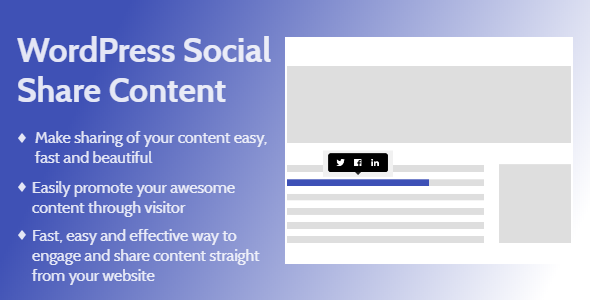 WordPress Social
Share Content
♦ Make sharing of your content easy,
fast and beautiful
♦ Easily promote your awesome
content through visitor
♦ Fast, easy and effective way to
engage and share content straight
from your website